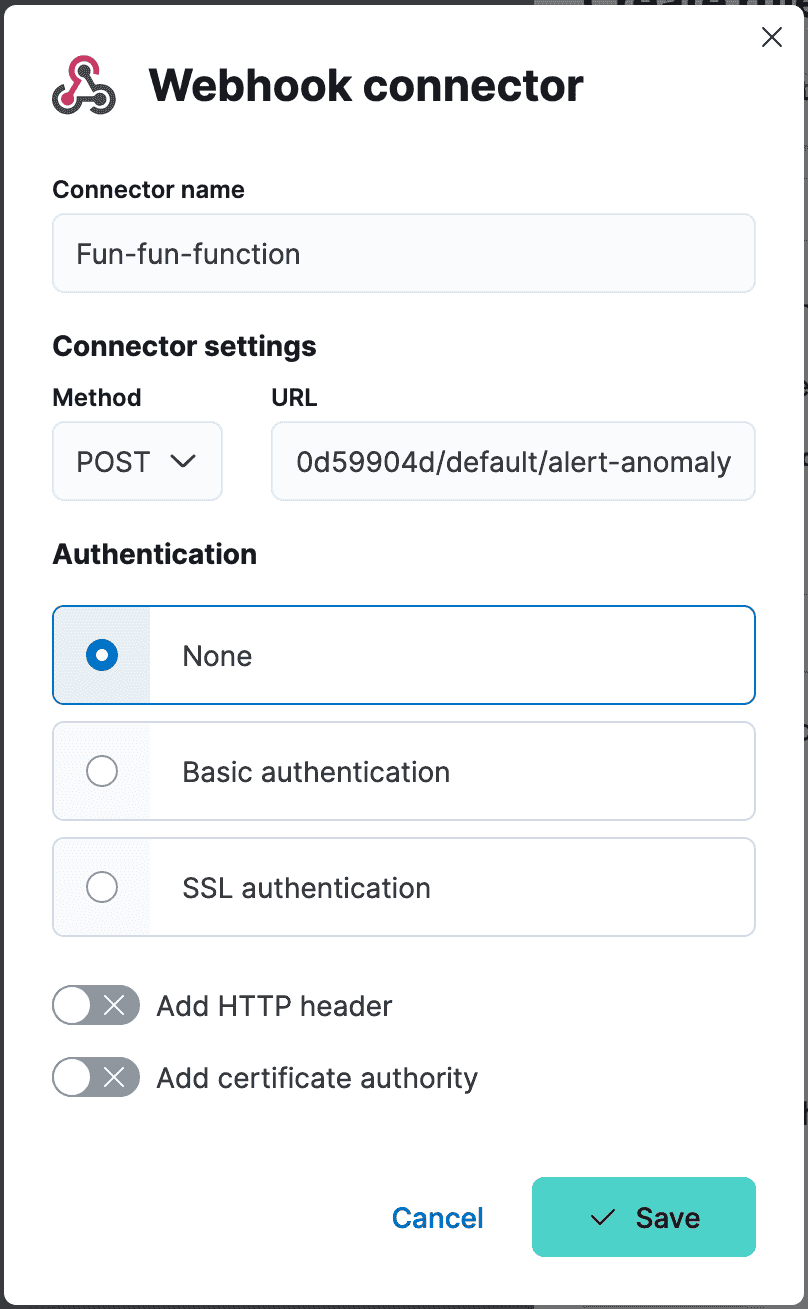 Webhook connector
Connector name
Fun-fun-function
Connector settings
Method URL
POST 0d59904d/default/alert-anomaly
Authentication
None
Basic authentication
SSL authentication
Add HTTP header
Add certificate authority
Cancel Save